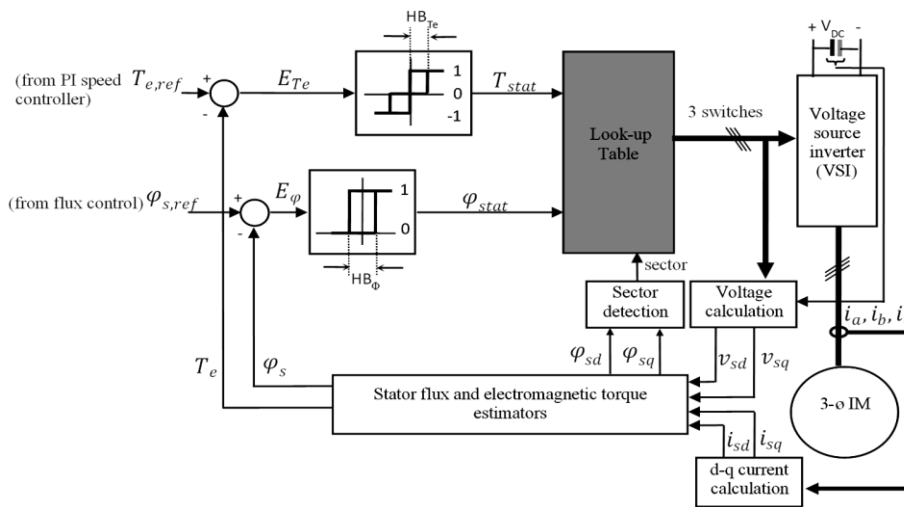 HB_Te
+ V_DC -
(from PI speed controller) T_e,ref
+
-
E_Te
1
0
-1
T_stat
Look-up
Table
3 switches
Voltage
source
inverter
(VSI)
(from flux control) φ_s,ref
+
-
E_φ
1
0
HB_Φ
φ_stat
sector
Sector
detection
Voltage
calculation
i_a, i_b, i
T_e
φ_s
φ_sd
φ_sq
v_sd
v_sq
Stator flux and electromagnetic torque
estimators
3-ø IM
i_sd
i_sq
d-q current
calculation